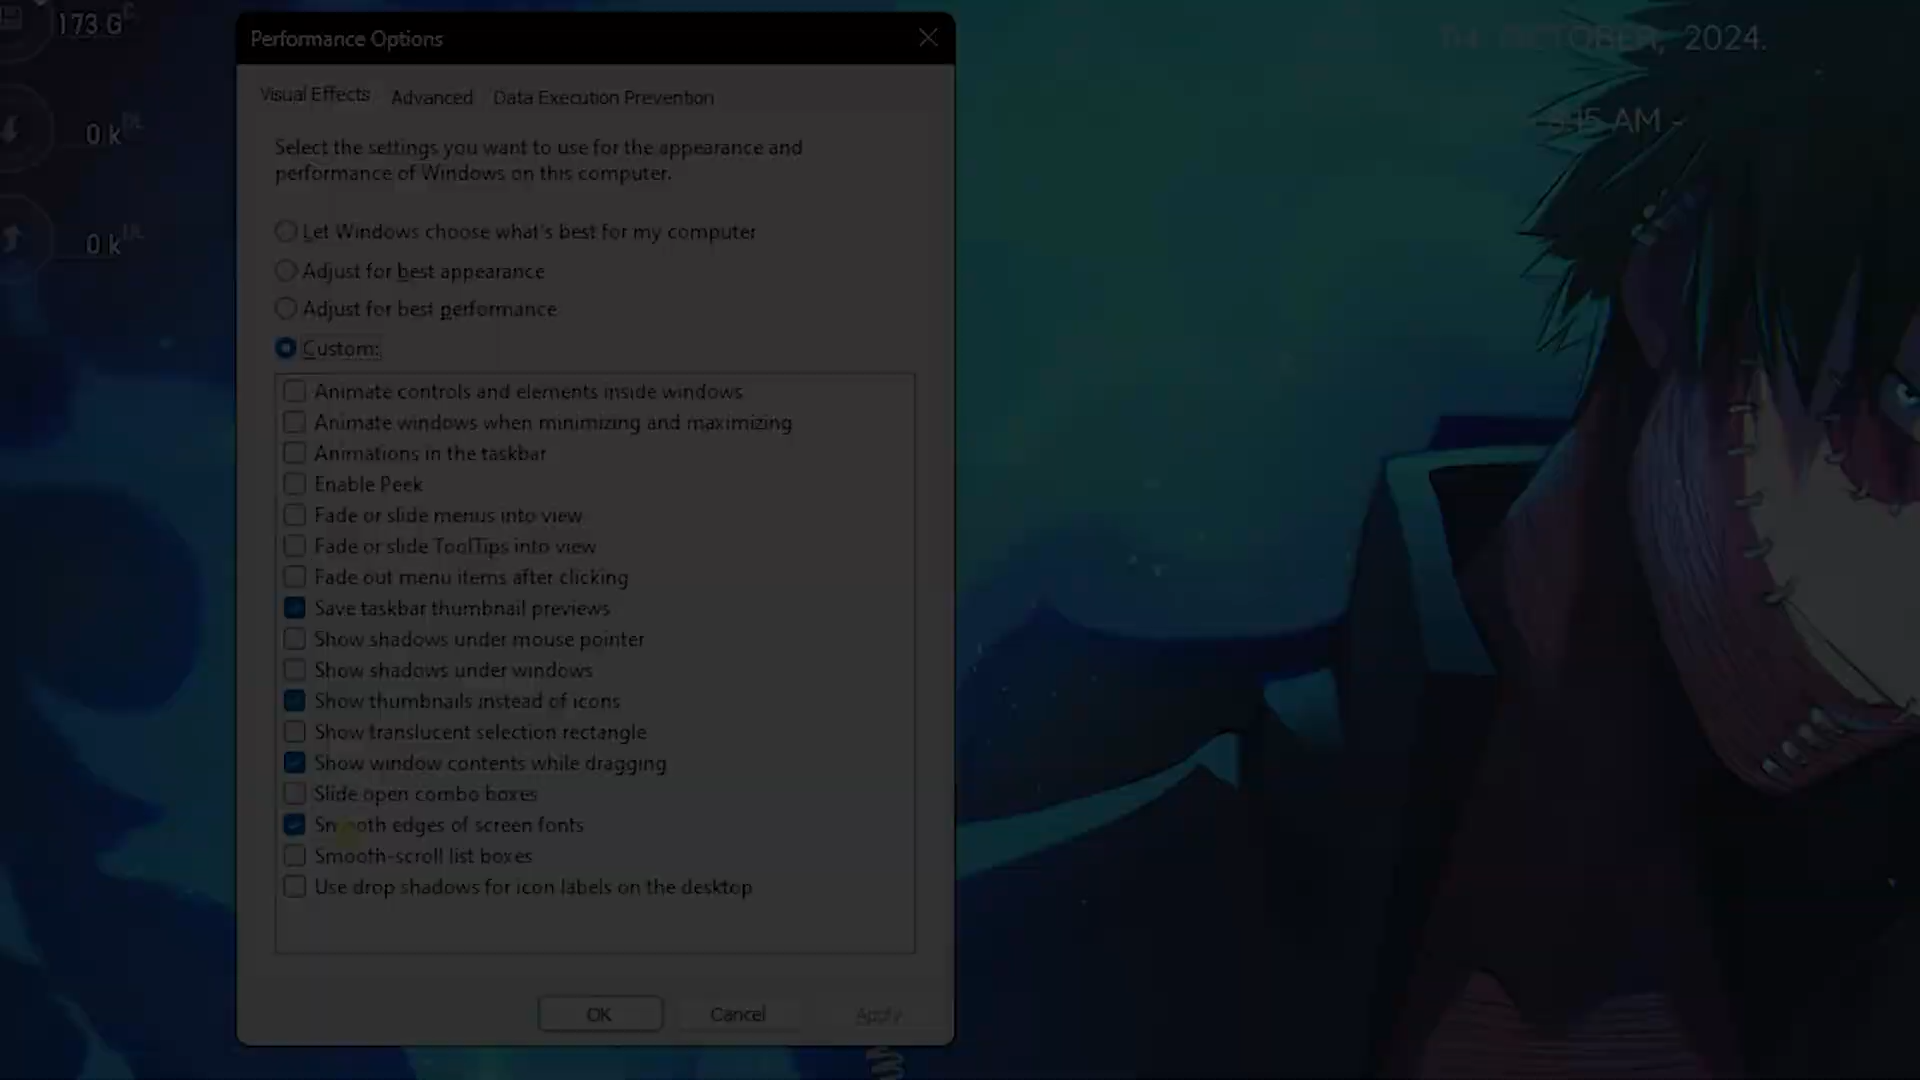 173 G
0 k
0 k
Performance Options
Visual Effects
Advanced
Data Execution Prevention
Select the settings you want to use for the appearance and
performance of Windows on this computer.
Let Windows choose what's best for my computer
Adjust for best appearance
Adjust for best performance
Custom:
Animate controls and elements inside windows
Animate windows when minimizing and maximizing
Animations in the taskbar
Enable Peek
Fade or slide menus into view
Fade or slide ToolTips into view
Fade out menu items after clicking
Save taskbar thumbnail previews
Show shadows under mouse pointer
Show shadows under windows
Show thumbnails instead of icons
Show translucent selection rectangle
Show window contents while dragging
Slide open combo boxes
Smooth edges of screen fonts
Smooth-scroll list boxes
Use drop shadows for icon labels on the desktop
OK
Cancel
Apply
OCTOBER, 2024.
AM -